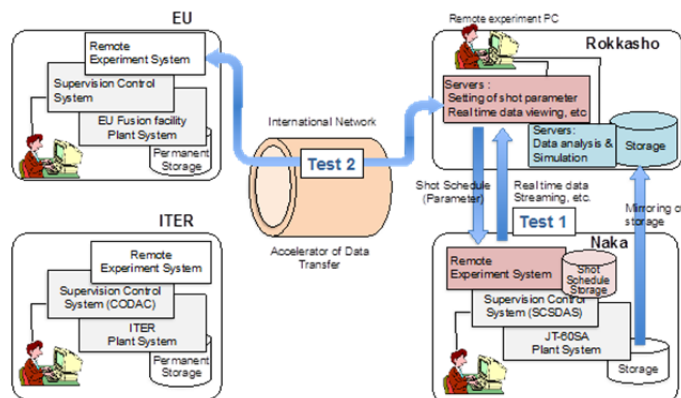 EU
Remote
Experiment System
Supervision Control
System
EU Fusion facility
Plant System
Permanent
Storage
International Network
Test 2
Accelerator of Data
Transfer
Remote experiment PC
Rokkasho
Servers :
Setting of shot parameter
Real time data viewing, etc
Servers:
Data analysis &
Simulation
Storage
Shot Schedule
(Parameter)
Real time data
Streaming, etc.
Test 1
Mirroring o
storage
ITER
Remote
Experiment System
Supervision Control
System (CODAC)
ITER
Plant System
Permanent
Storage
Naka
Remote
Experiment System
Shot
Schedule
Storage
Supervision Control
System (SCSDAS)
JT-60SA
Plant System
Storage